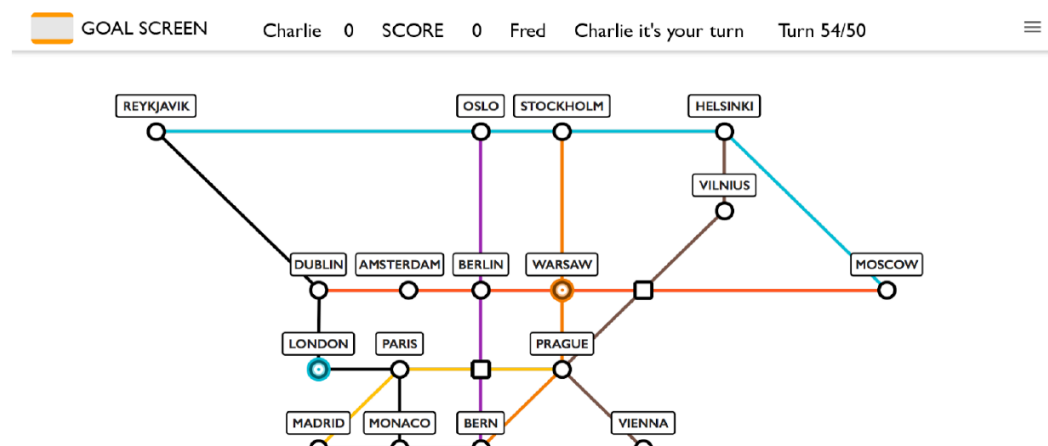 GOAL SCREEN Charlie 0 SCORE 0 Fred Charlie it's your turn Turn 54/50
REYKJAVIK OSLO STOCKHOLM HELSINKI
VILNIUS
DUBLIN AMSTERDAM BERLIN WARSAW MOSCOW
LONDON PARIS PRAGUE
MADRID MONACO BERN VIENNA